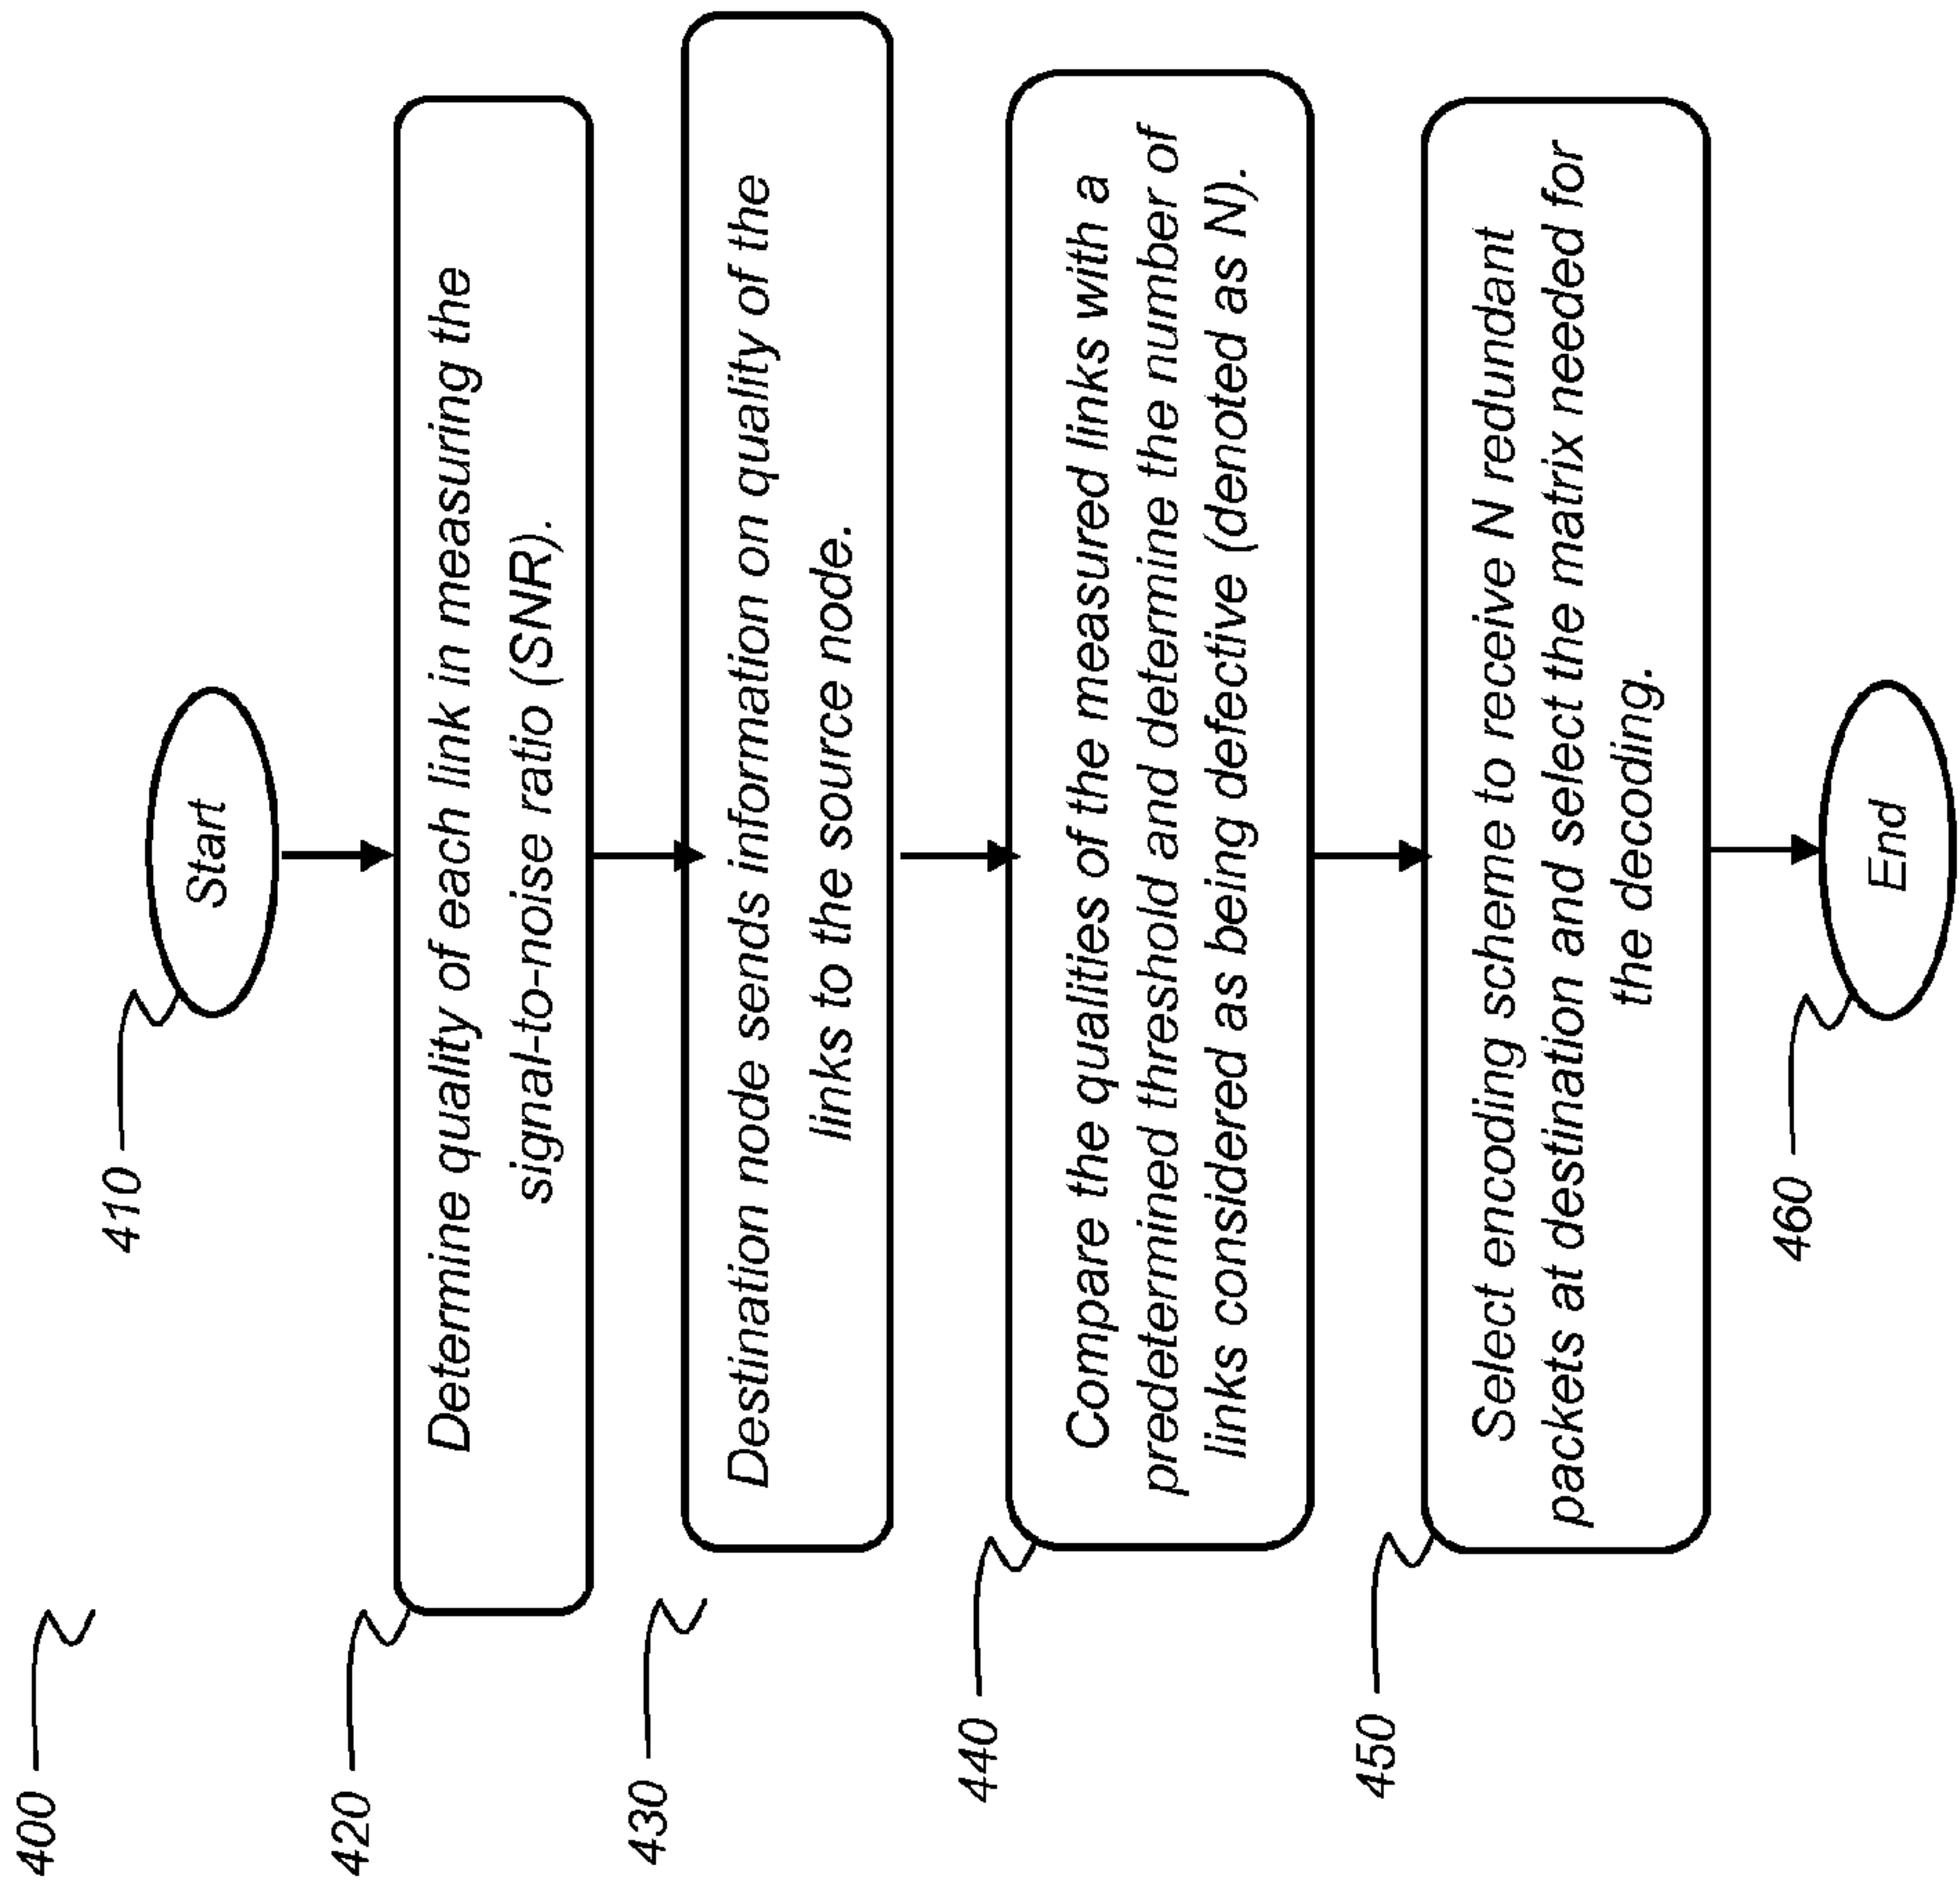 400
410
Start
420
Determine quality of each link in measuring the
signal-to-noise ratio (SNR).
430
Destination node sends information on quality of the
links to the source node.
440
Compare the qualities of the measured links with a
predetermined threshold and determine the number of
links considered as being defective (denoted as N).
450
Select encoding scheme to receive N redundant
packets at destination and select the matrix needed for
the decoding.
460
End